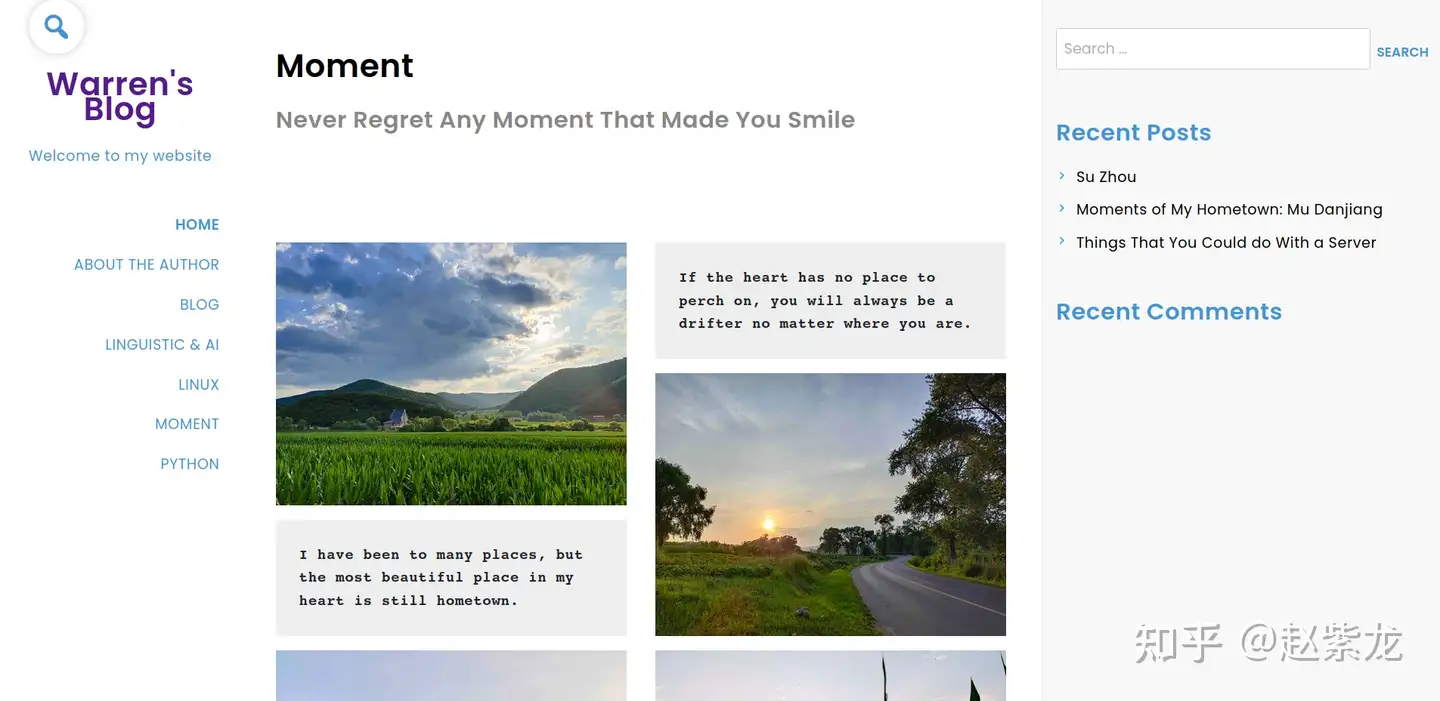 Warren's
Blog
Welcome to my website
HOME
ABOUT THE AUTHOR
BLOG
LINGUISTIC & AI
LINUX
MOMENT
PYTHON
Moment
Never Regret Any Moment That Made You Smile
If the heart has no place to
perch on, you will always be a
drifter no matter where you are.
I have been to many places, but
the most beautiful place in my
heart is still hometown.
Search …
SEARCH
Recent Posts
Su Zhou
Moments of My Hometown: Mu Danjiang
Things That You Could do With a Server
Recent Comments
知乎 @赵紫龙